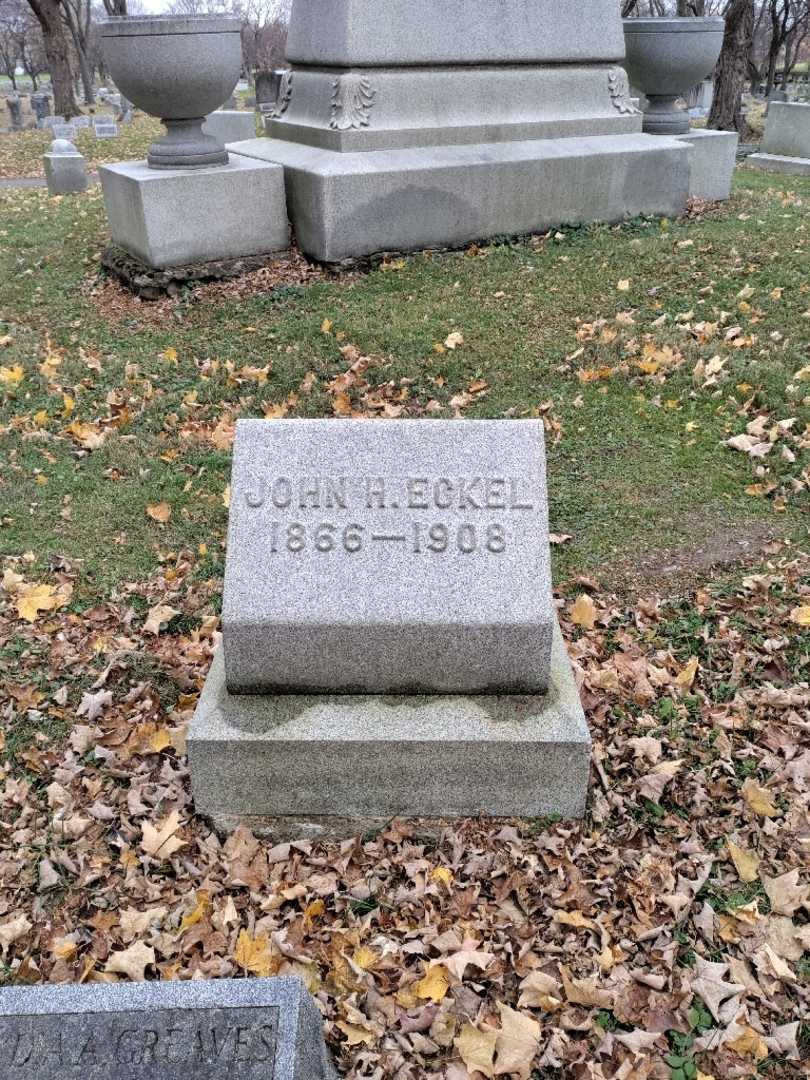 JOHN H. ECKEL
1866—1908
GREAVES